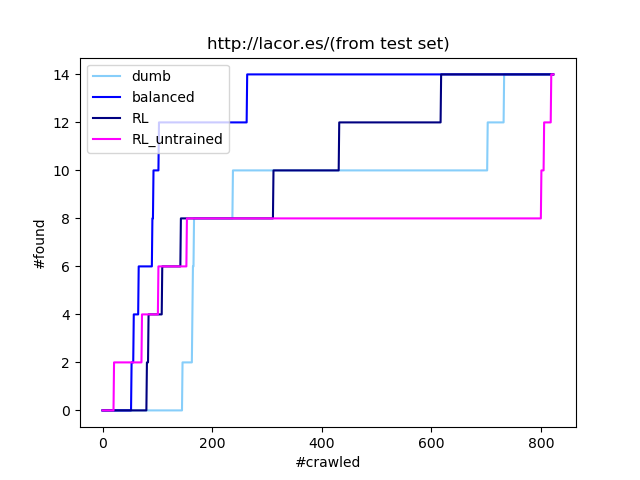 http://lacor.es/(from test set)
dumb
balanced
RL
RL_untrained
#found
14
12
10
8
6
4
2
0
0 200 400 600 800
#crawled